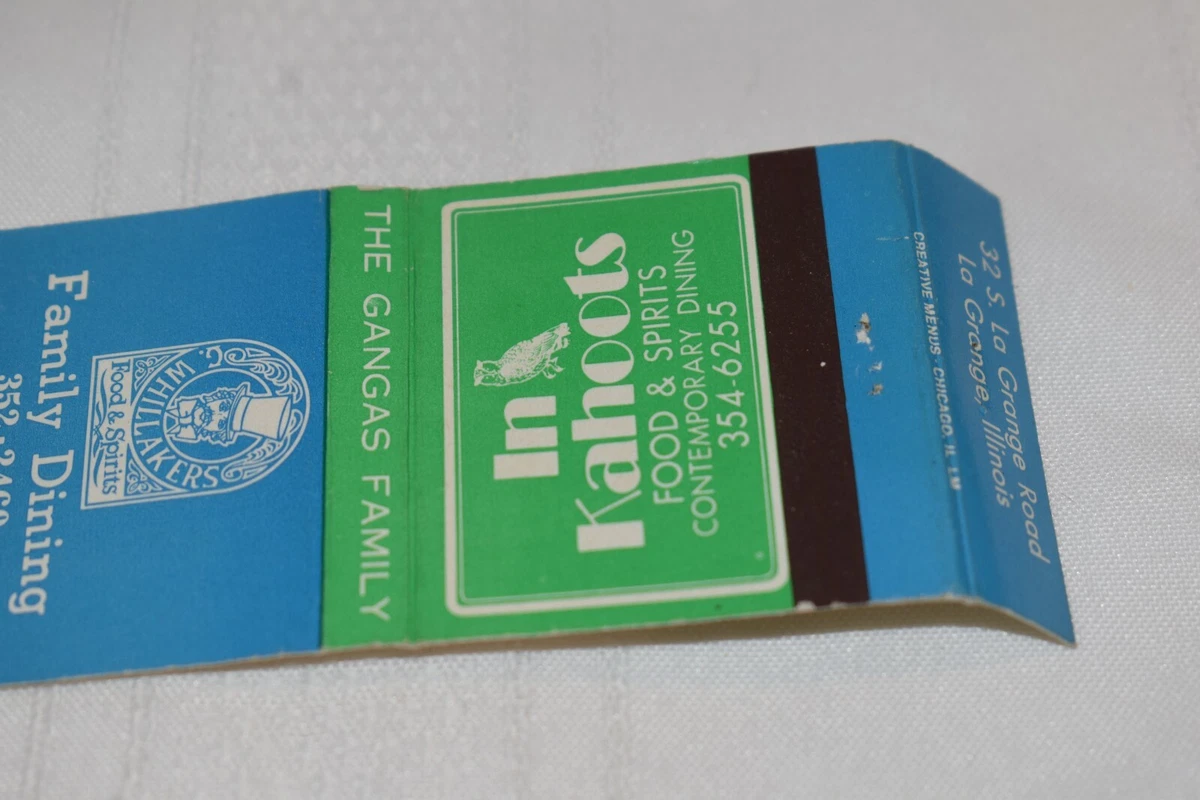 In
Kahoots
FOOD & SPIRITS
CONTEMPORARY DINING
354-6255
THE GANGAS FAMILY
J.C. WHITTAKERS
Food & Spirits
Family Dining
CREATIVE MENUS, CHICAGO, IL.
32 S. La Grange Road
La Grange, Illinois